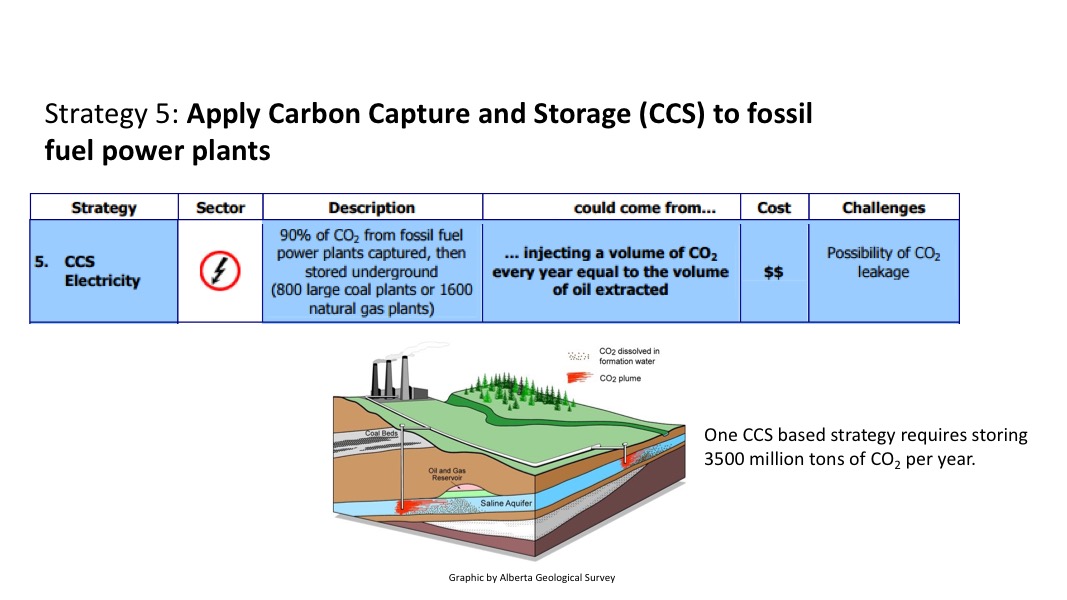 Strategy 5: Apply Carbon Capture and Storage (CCS) to fossil
fuel power plants
Strategy Sector Description could come from... Cost Challenges
5. CCS
Electricity
90% of CO₂ from fossil fuel
power plants captured, then
stored underground
(800 large coal plants or 1600
natural gas plants)
... injecting a volume of CO₂
every year equal to the volume
of oil extracted
$$
Possibility of CO₂
leakage
CO2 dissolved in
formation water
CO2 plume
Coal Beds
Oil and Gas
Reservoir
Saline Aquifer
One CCS based strategy requires storing
3500 million tons of CO₂ per year.
Graphic by Alberta Geological Survey